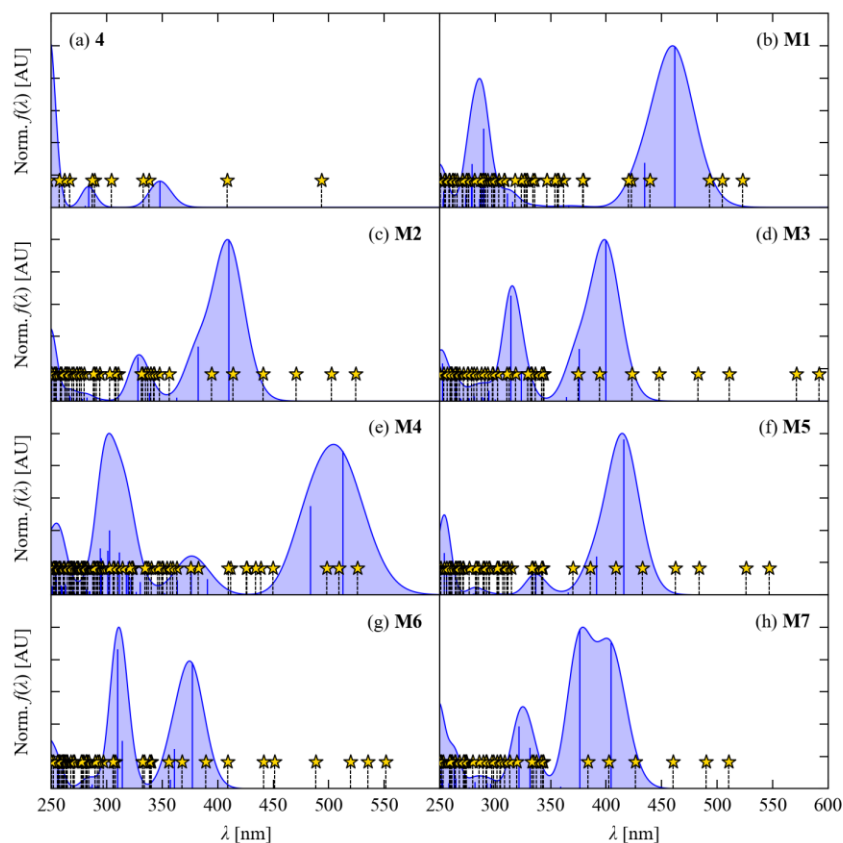 (a) 4
(b) M1
Norm. f(λ) [AU]
(c) M2
(d) M3
Norm. f(λ) [AU]
(e) M4
(f) M5
Norm. f(λ) [AU]
(g) M6
(h) M7
Norm. f(λ) [AU]
250 300 350 400 450 500 550 250 300 350 400 450 500 550 600
λ [nm] λ [nm]